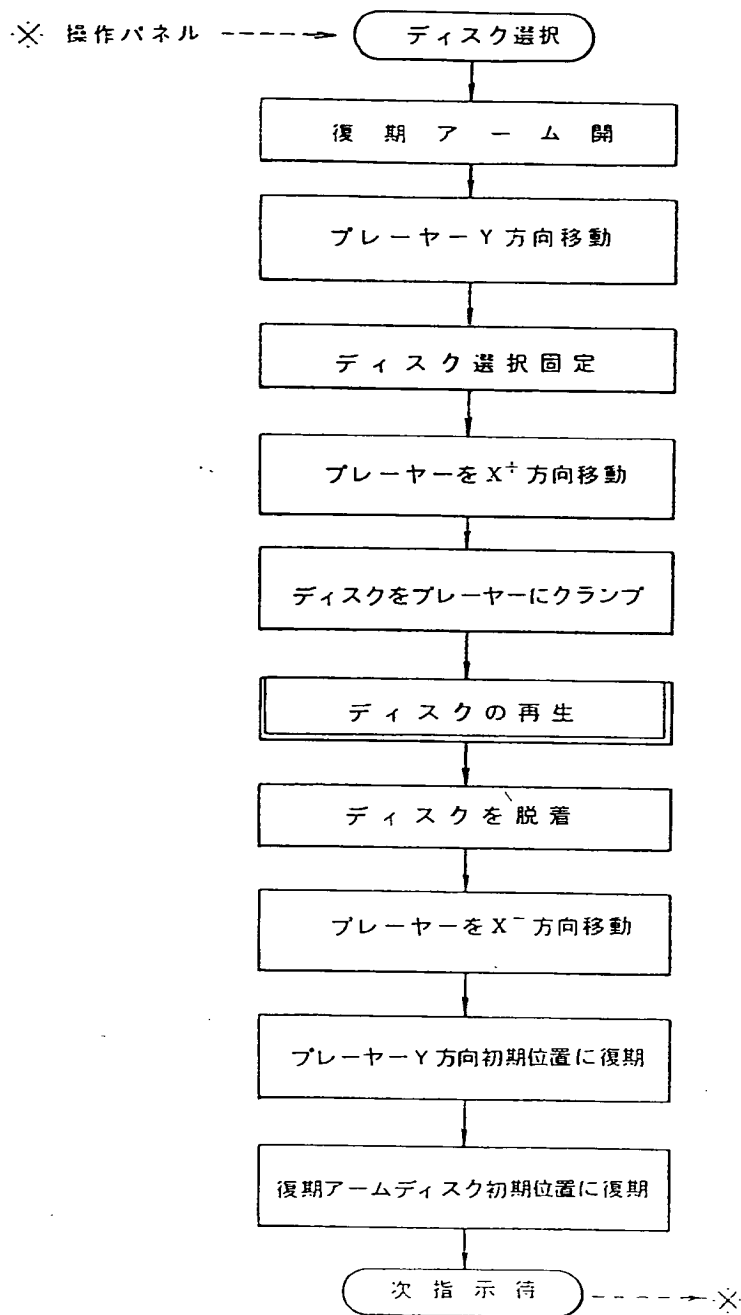 ※ 操作パネル
ディスク選択
復期アーム開
プレーヤーY方向移動
ディスク選択固定
プレーヤーをX⁺方向移動
ディスクをプレーヤーにクランプ
ディスクの再生
ディスクを脱着
プレーヤーをX⁻方向移動
プレーヤーY方向初期位置に復期
復期アームディスク初期位置に復期
次指示待
※